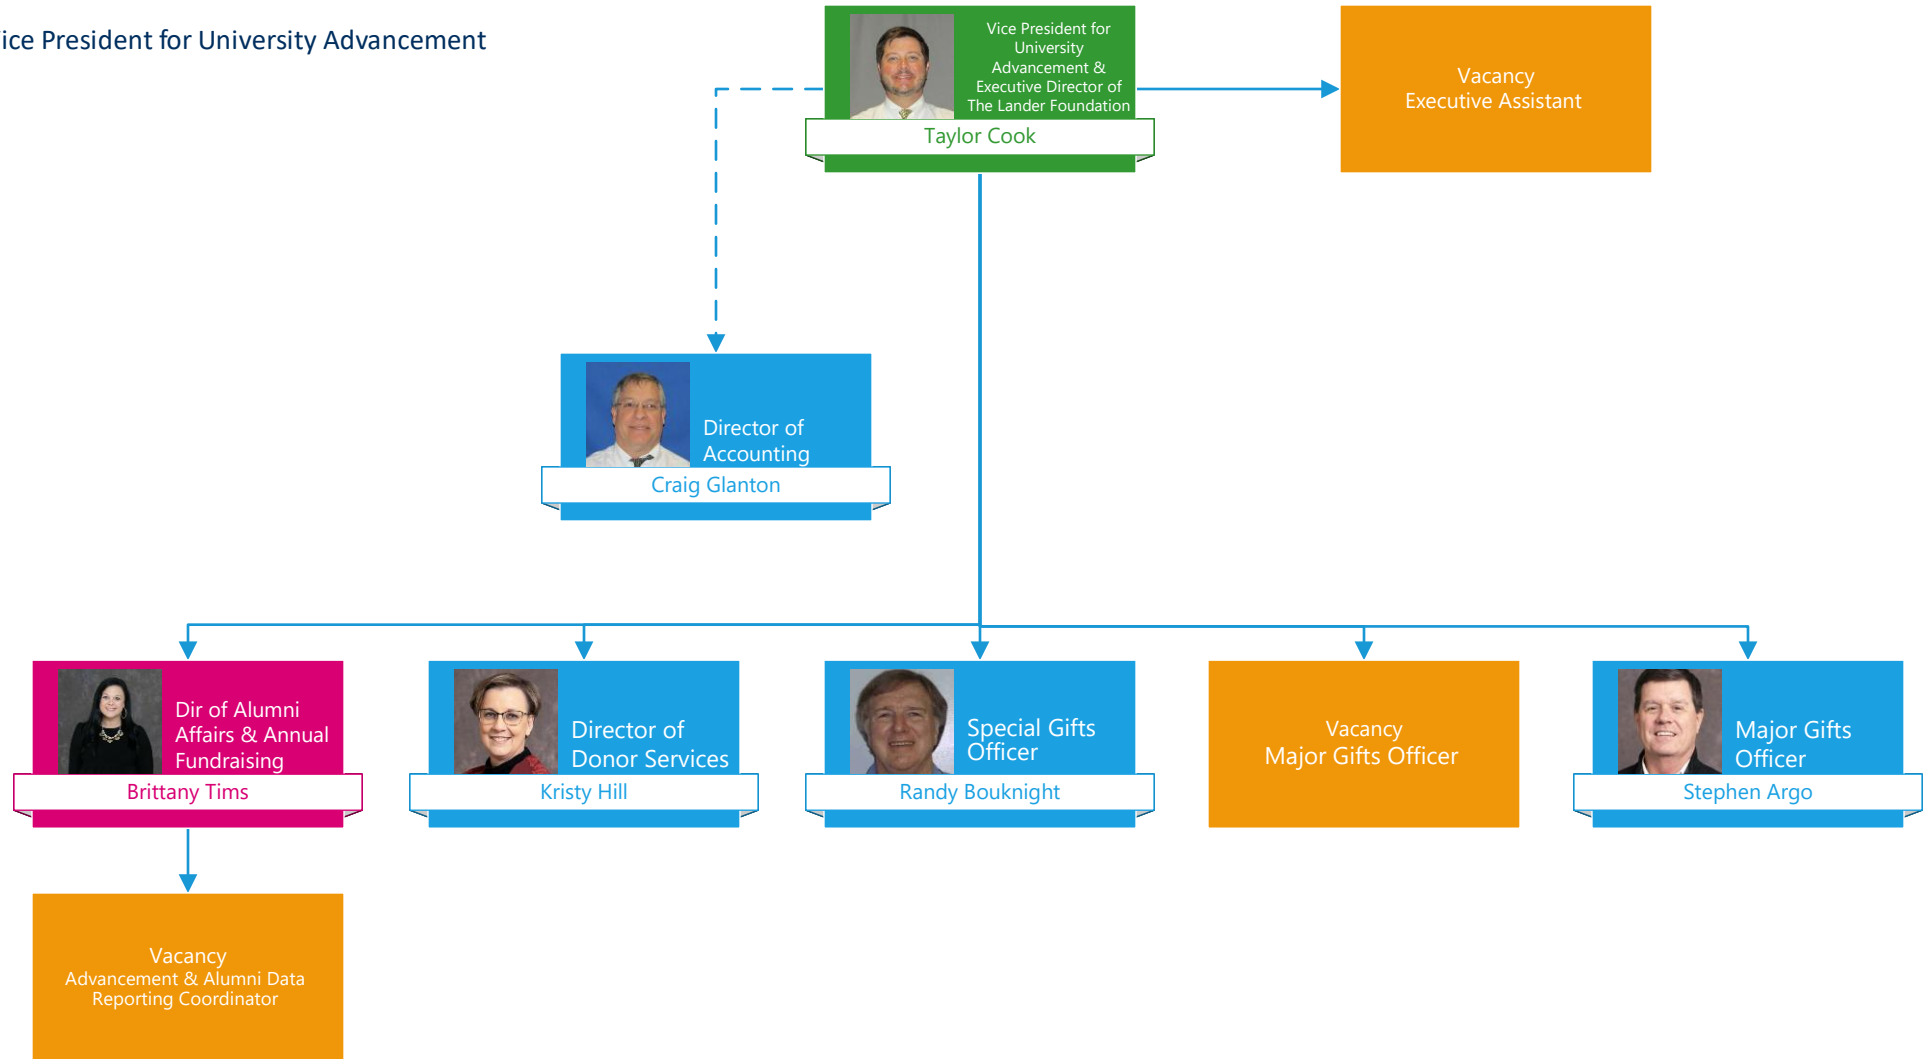 ice President for University Advancement
Vice President for
University
Advancement &
Executive Director of
The Lander Foundation
Taylor Cook
Vacancy
Executive Assistant
Director of
Accounting
Craig Glanton
Dir of Alumni
Affairs & Annual
Fundraising
Brittany Tims
Director of
Donor Services
Kristy Hill
Special Gifts
Officer
Randy Bouknight
Vacancy
Major Gifts Officer
Major Gifts
Officer
Stephen Argo
Vacancy
Advancement & Alumni Data
Reporting Coordinator